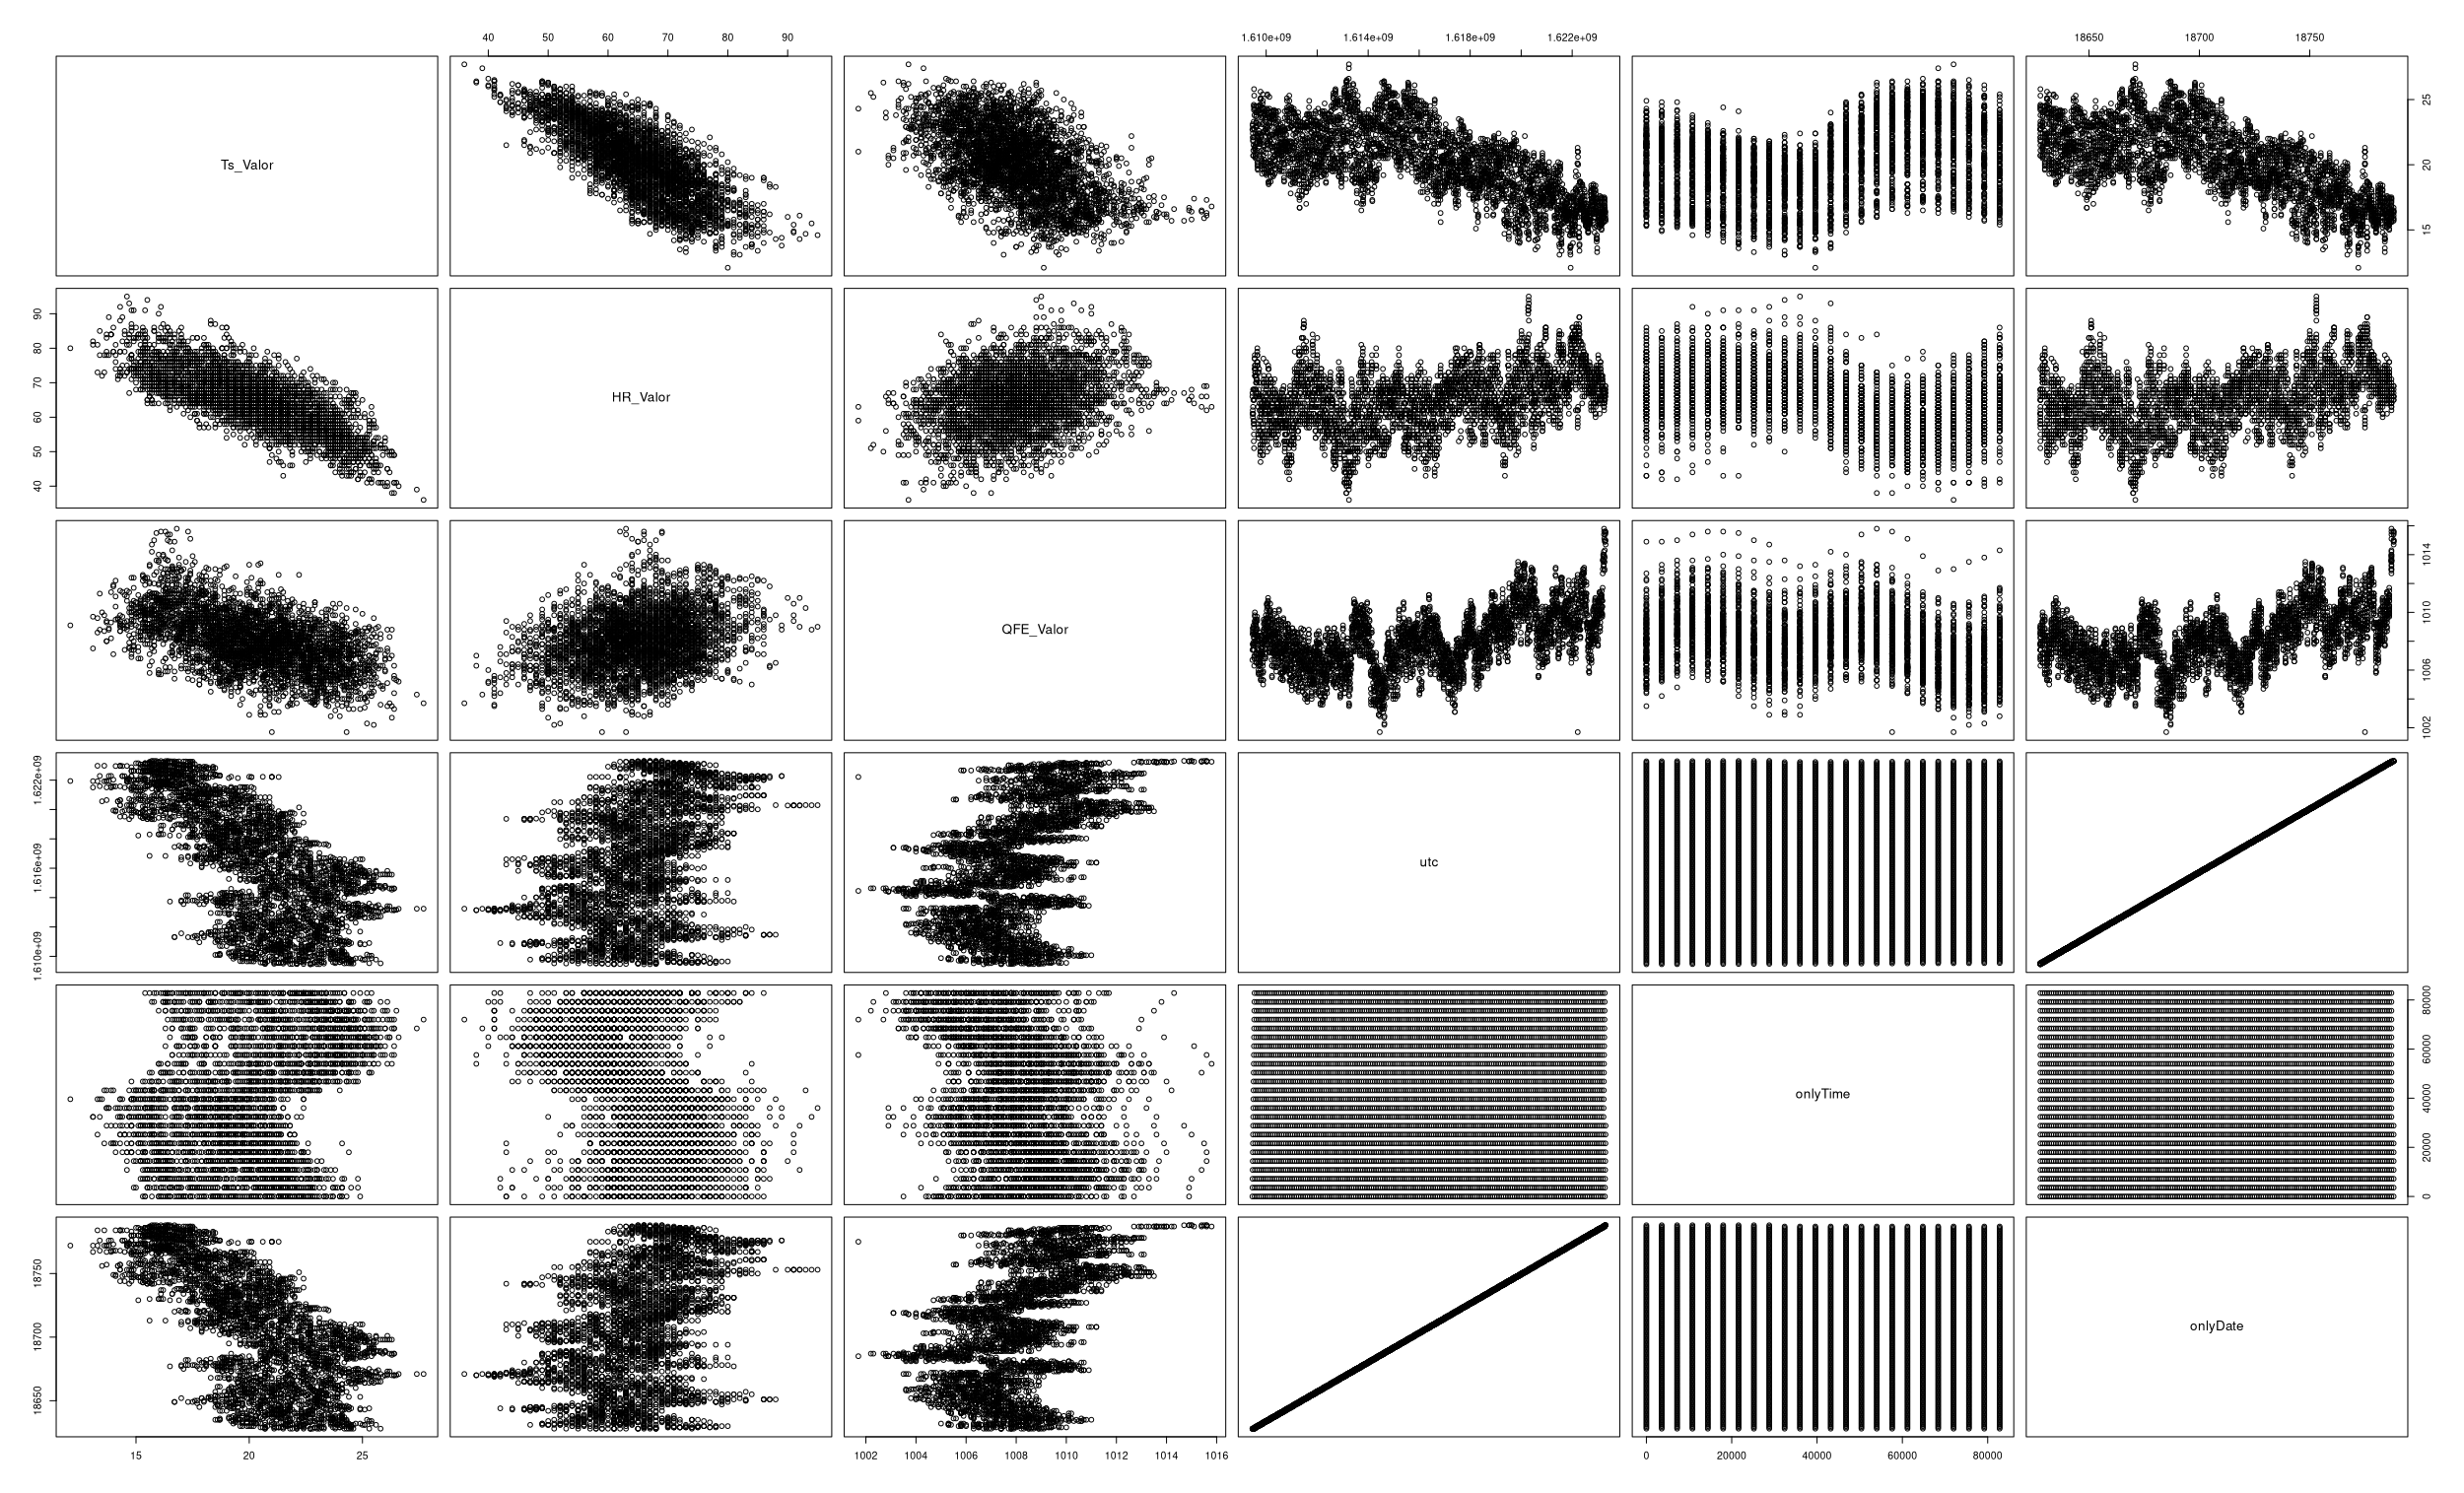 40 50 60 70 80 90 1.610e+09 1.614e+09 1.618e+09 1.622e+09 18650 18700 18750
Ts_Valor
15 20 25
40 50 60 70 80 90
HR_Valor
QFE_Valor
1002 1006 1010 1014
1.610e+09 1.616e+09 1.622e+09
utc
onlyTime
0 20000 40000 60000 80000
18650 18700 18750
onlyDate
15 20 25 1002 1004 1006 1008 1010 1012 1014 1016 0 20000 40000 60000 80000